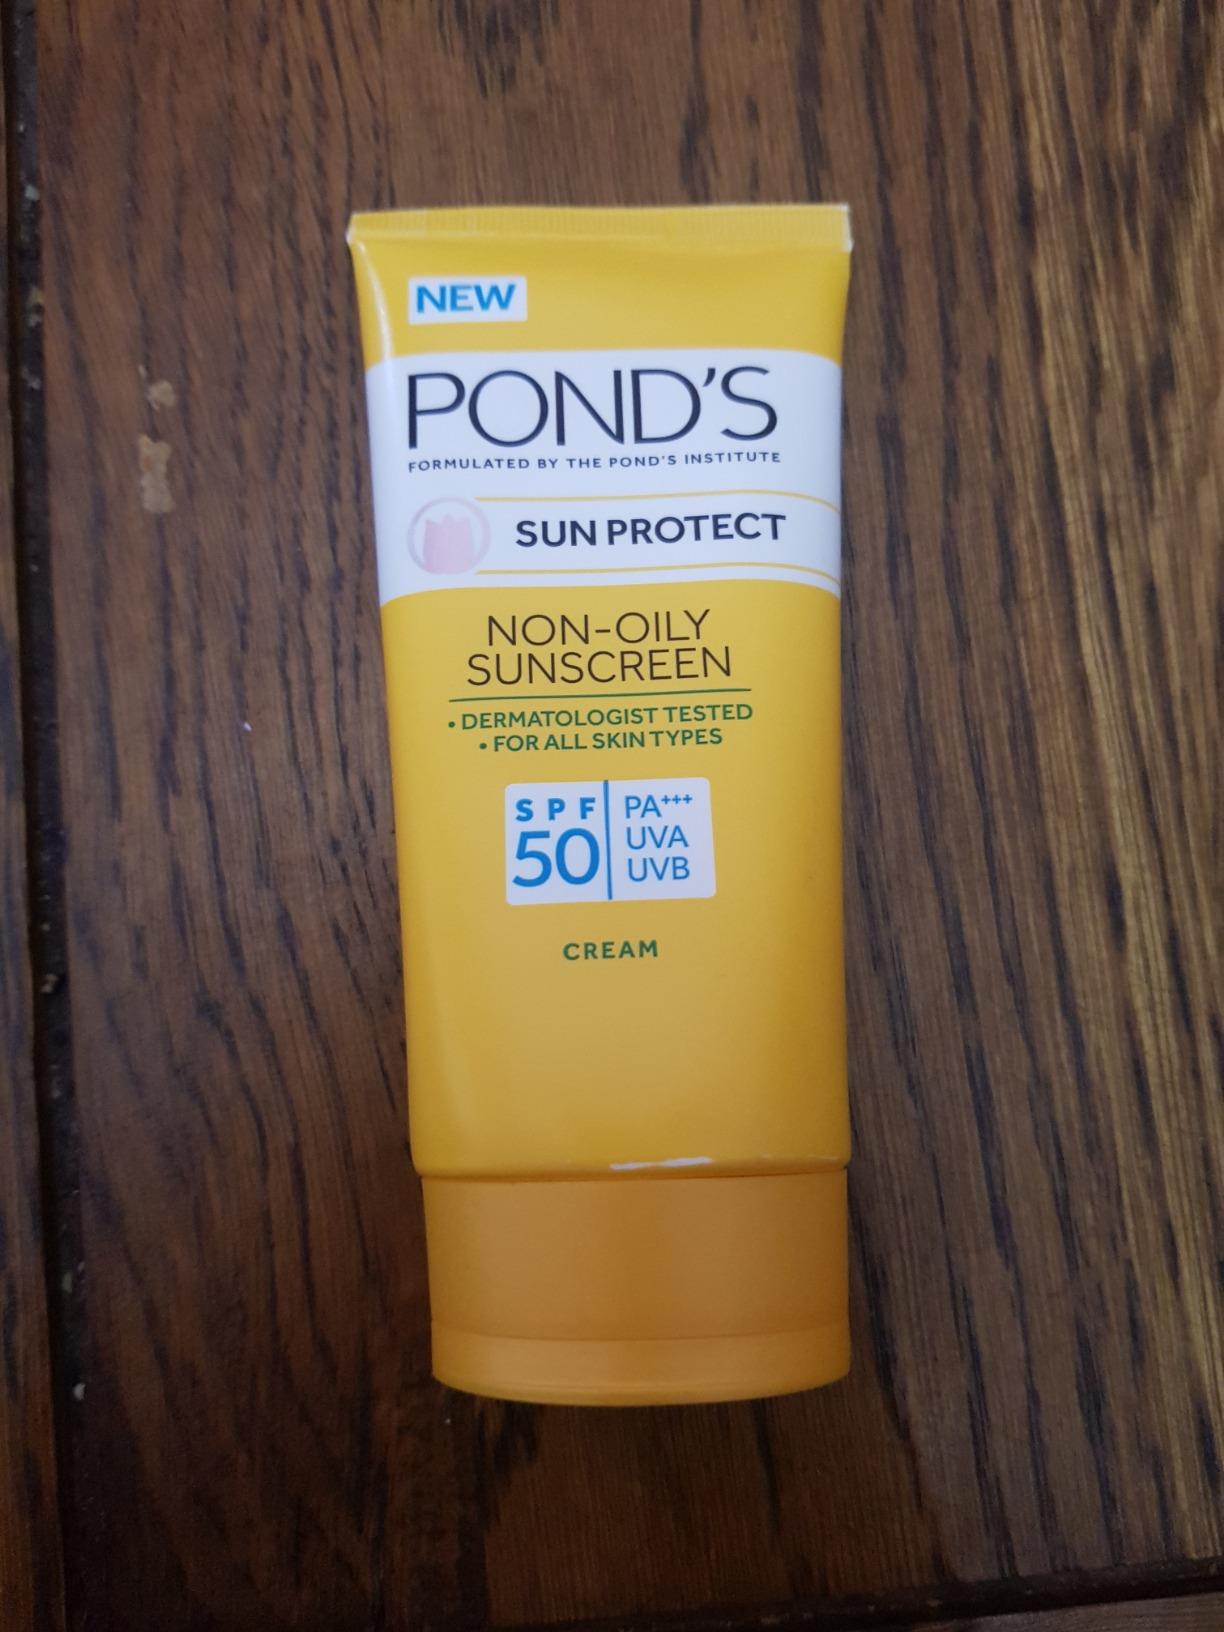 NEW
POND'S
FORMULATED BY THE POND'S INSTITUTE
SUN PROTECT
NON-OILY
SUNSCREEN
• DERMATOLOGIST TESTED
• FOR ALL SKIN TYPES
SPF
50
PA+++
UVA
UVB
CREAM